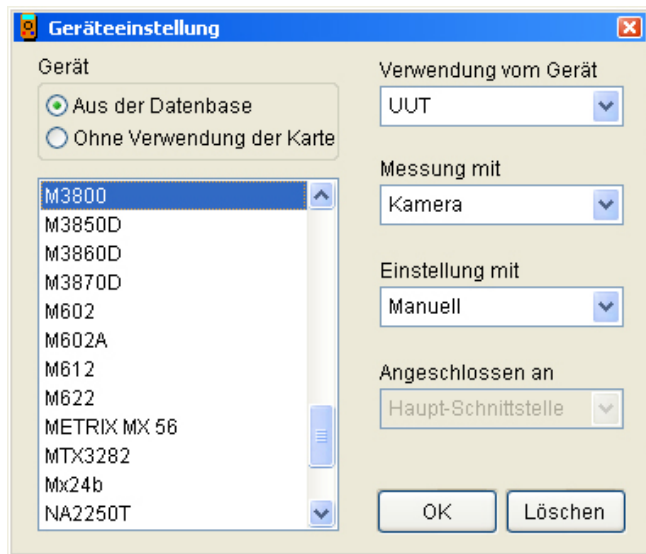 Geräteeinstellung
Gerät
Aus der Datenbase
Ohne Verwendung der Karte
M3800
M3850D
M3860D
M3870D
M602
M602A
M612
M622
METRIX MX 56
MTX3282
Mx24b
NA2250T
Verwendung vom Gerät
UUT
Messung mit
Kamera
Einstellung mit
Manuell
Angeschlossen an
Haupt-Schnittstelle
OK
Löschen